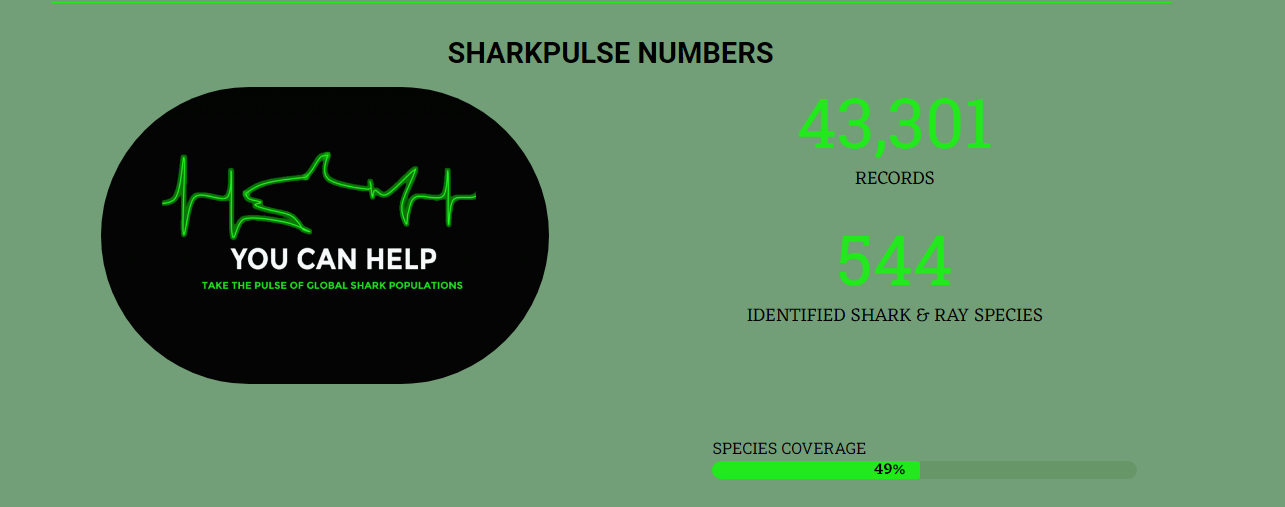 SHARKPULSE NUMBERS
YOU CAN HELP
TAKE THE PULSE OF GLOBAL SHARK POPULATIONS
43,301
RECORDS
544
IDENTIFIED SHARK & RAY SPECIES
SPECIES COVERAGE
49%